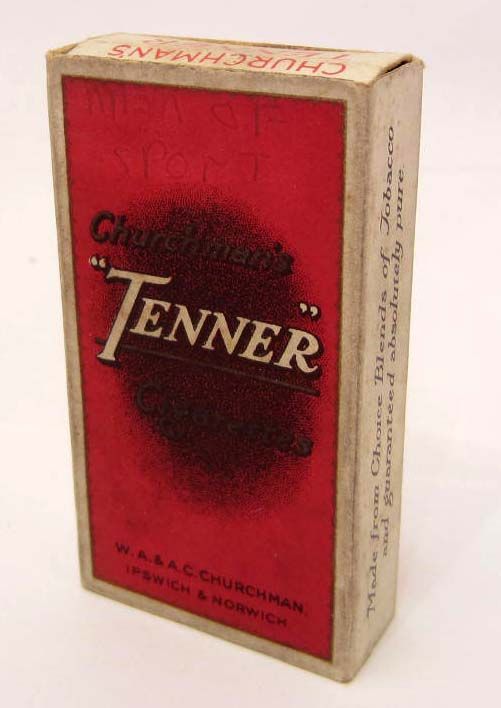 CHURCHMAN'S
Churchman's
"TENNER"
Cigarettes
W.A. & A.C. CHURCHMAN.
IPSWICH & NORWICH
Made from Choice Blends of Tobacco
and guaranteed absolutely pure